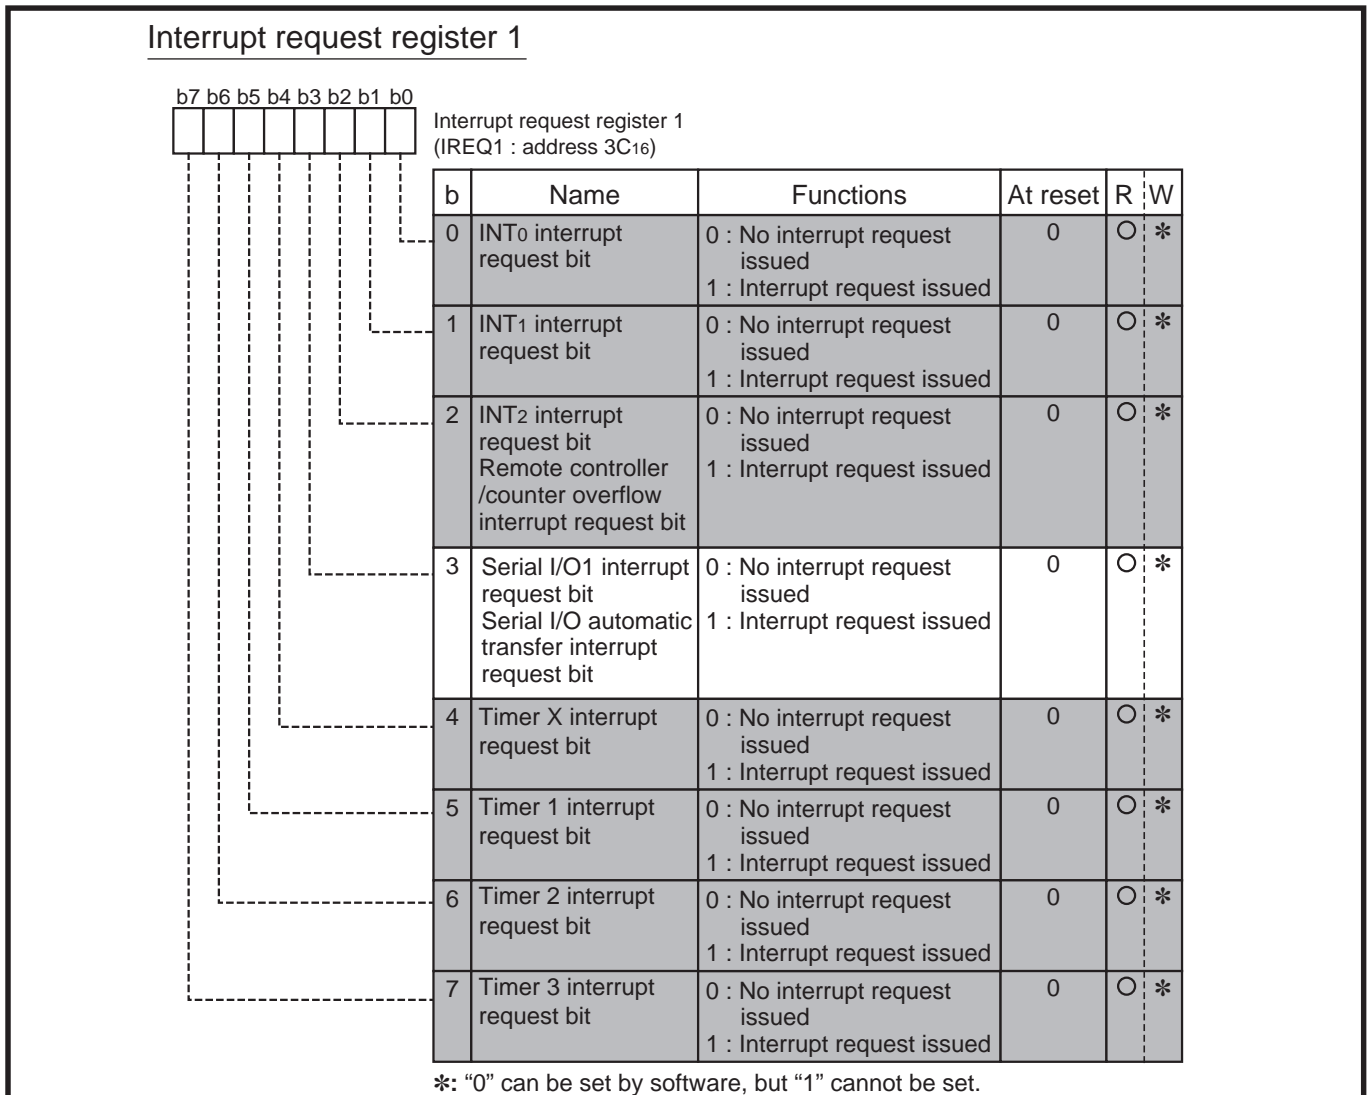 Interrupt request register 1
b7 b6 b5 b4 b3 b2 b1 b0
Interrupt request register 1
(IREQ1 : address 3C16)
b Name Functions At reset R W
0 INT0 interrupt request bit 0 : No interrupt request issued 1 : Interrupt request issued 0 ○ ✻
1 INT1 interrupt request bit 0 : No interrupt request issued 1 : Interrupt request issued 0 ○ ✻
2 INT2 interrupt request bit Remote controller /counter overflow interrupt request bit 0 : No interrupt request issued 1 : Interrupt request issued 0 ○ ✻
3 Serial I/O1 interrupt request bit Serial I/O automatic transfer interrupt request bit 0 : No interrupt request issued 1 : Interrupt request issued 0 ○ ✻
4 Timer X interrupt request bit 0 : No interrupt request issued 1 : Interrupt request issued 0 ○ ✻
5 Timer 1 interrupt request bit 0 : No interrupt request issued 1 : Interrupt request issued 0 ○ ✻
6 Timer 2 interrupt request bit 0 : No interrupt request issued 1 : Interrupt request issued 0 ○ ✻
7 Timer 3 interrupt request bit 0 : No interrupt request issued 1 : Interrupt request issued 0 ○ ✻
✻: “0” can be set by software, but “1” cannot be set.